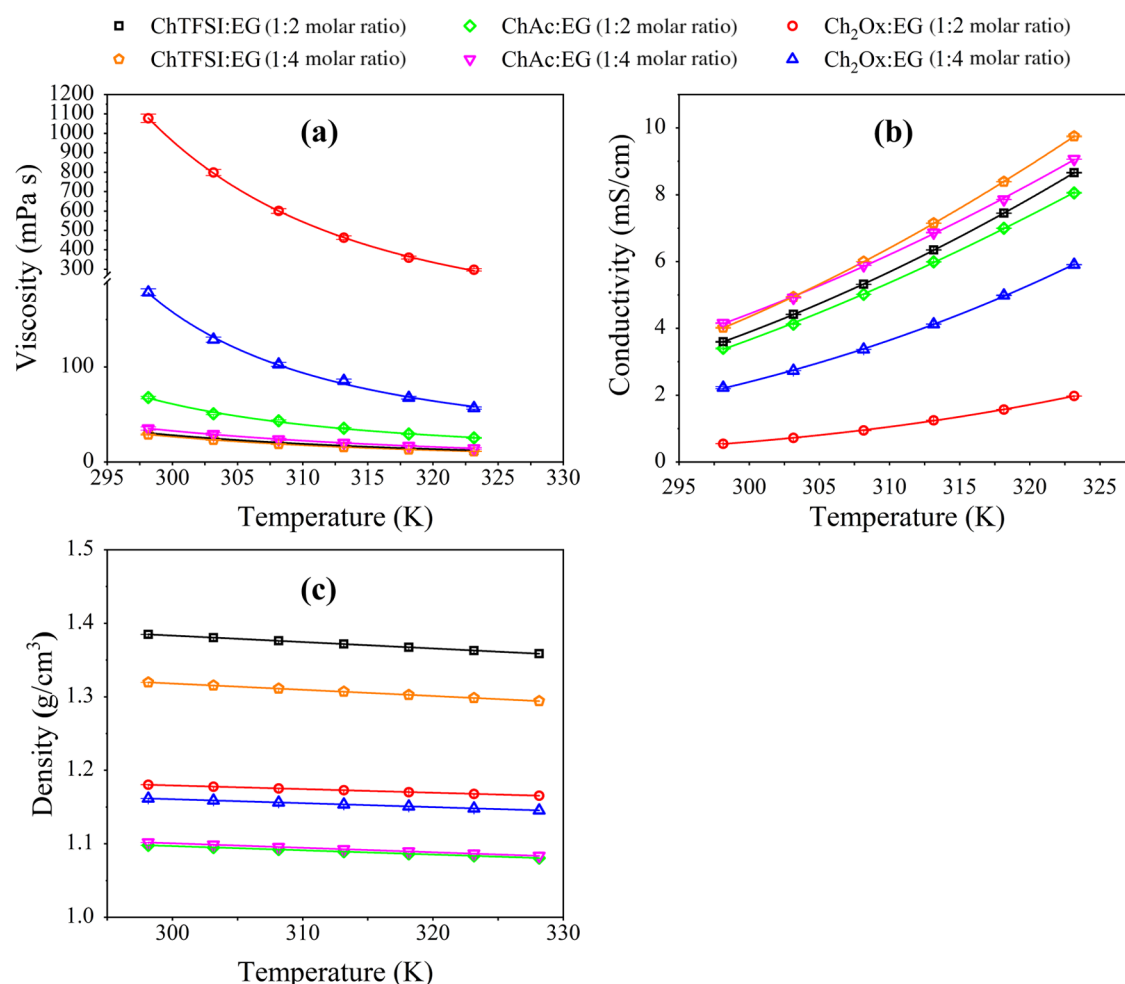 ChTFSI:EG (1:2 molar ratio) ChAc:EG (1:2 molar ratio) Ch₂Ox:EG (1:2 molar ratio)
ChTFSI:EG (1:4 molar ratio) ChAc:EG (1:4 molar ratio) Ch₂Ox:EG (1:4 molar ratio)
(a)
Viscosity (mPa s)
1200
1100
1000
900
800
700
600
500
400
300
100
0
295 300 305 310 315 320 325 330
Temperature (K)
(b)
Conductivity (mS/cm)
10
8
6
4
2
0
295 300 305 310 315 320 325
Temperature (K)
(c)
Density (g/cm³)
1.5
1.4
1.3
1.2
1.1
1.0
300 310 320 330
Temperature (K)